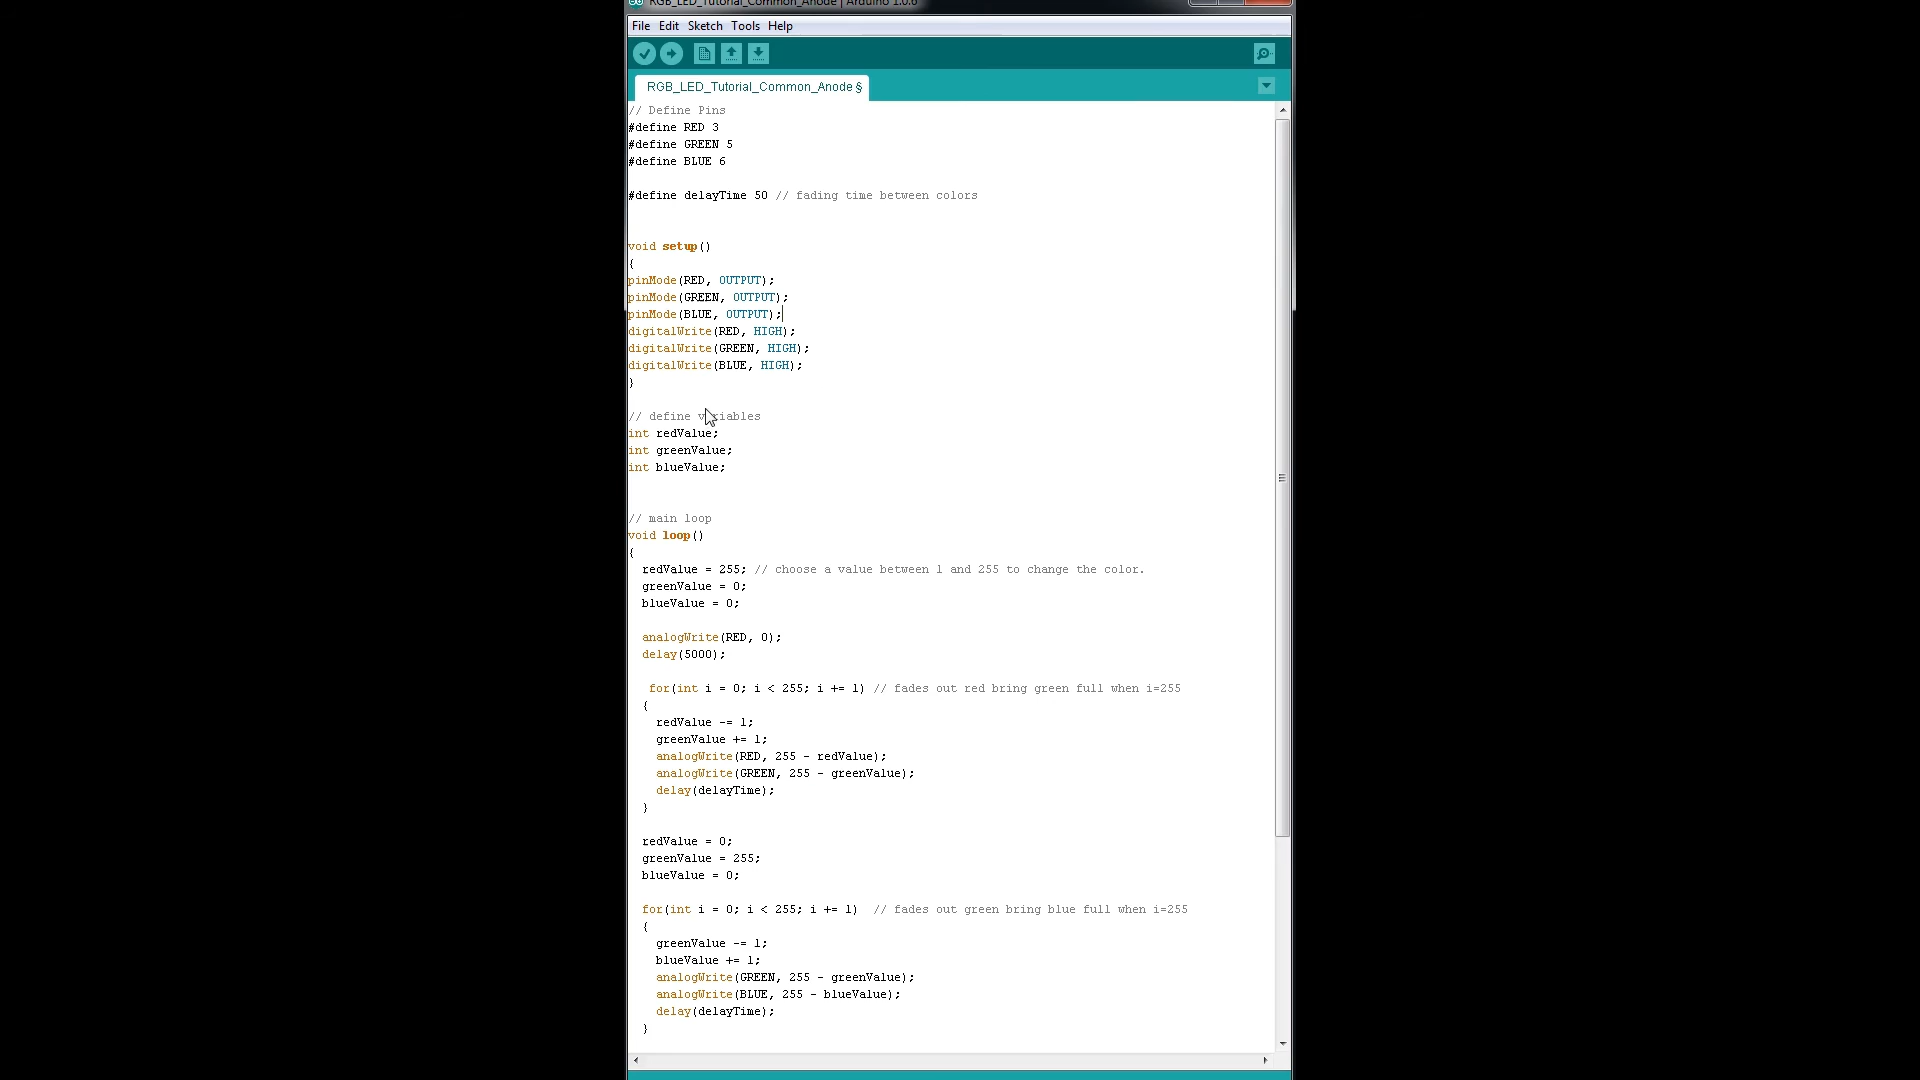 RGB_LED_Tutorial_Common_Anode | Arduino 1.0.6
File Edit Sketch Tools Help
RGB_LED_Tutorial_Common_Anode §
// Define Pins
#define RED 3
#define GREEN 5
#define BLUE 6
#define delayTime 50 // fading time between colors
void setup()
{
pinMode(RED, OUTPUT);
pinMode(GREEN, OUTPUT);
pinMode(BLUE, OUTPUT);
digitalWrite(RED, HIGH);
digitalWrite(GREEN, HIGH);
digitalWrite(BLUE, HIGH);
}
// define variables
int redValue;
int greenValue;
int blueValue;
// main loop
void loop()
{
redValue = 255; // choose a value between 1 and 255 to change the color.
greenValue = 0;
blueValue = 0;
analogWrite(RED, 0);
delay(5000);
for(int i = 0; i < 255; i += 1) // fades out red bring green full when i=255
{
redValue -= 1;
greenValue += 1;
analogWrite(RED, 255 - redValue);
analogWrite(GREEN, 255 - greenValue);
delay(delayTime);
}
redValue = 0;
greenValue = 255;
blueValue = 0;
for(int i = 0; i < 255; i += 1) // fades out green bring blue full when i=255
{
greenValue -= 1;
blueValue += 1;
analogWrite(GREEN, 255 - greenValue);
analogWrite(BLUE, 255 - blueValue);
delay(delayTime);
}